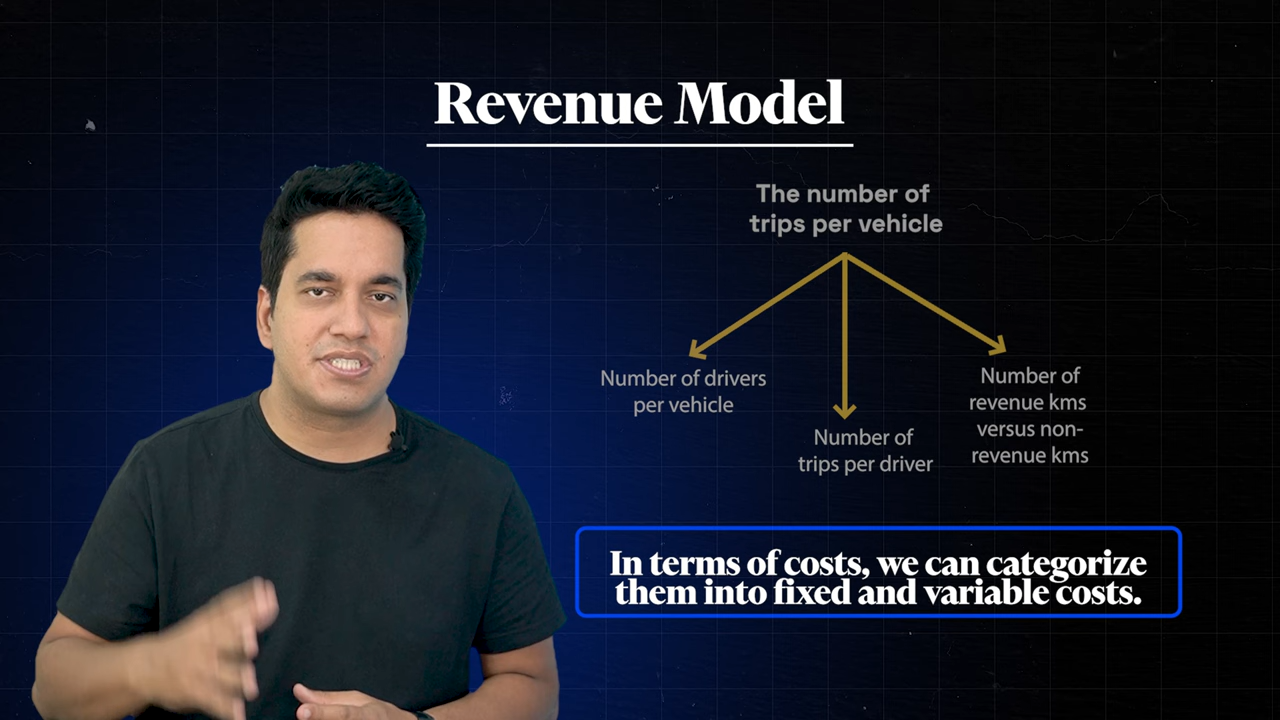 Revenue Model
The number of
trips per vehicle
Number of drivers
per vehicle
Number of
trips per driver
Number of
revenue kms
versus non-
revenue kms
In terms of costs, we can categorize
them into fixed and variable costs.